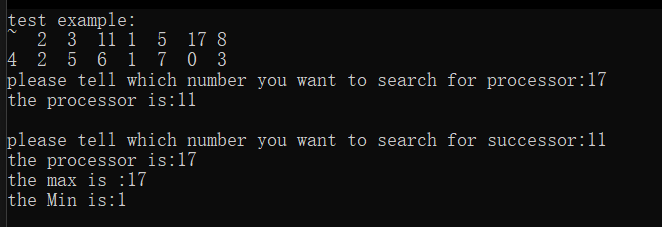 test example:
~ 2 3 11 1 5 17 8
4 2 5 6 1 7 0 3
please tell which number you want to search for processor:17
the processor is:11
please tell which number you want to search for successor:11
the processor is:17
the max is :17
the Min is:1